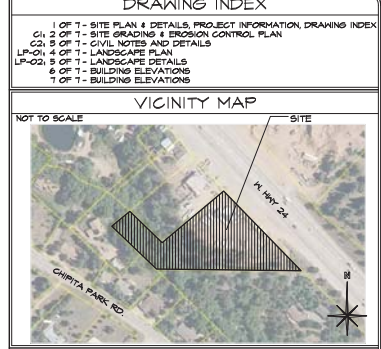 DRAWING INDEX
1 OF 7 - SITE PLAN & DETAILS, PROJECT INFORMATION, DRAWING INDEX
C1, 2 OF 7 - SITE GRADING & EROSION CONTROL PLAN
C2, 3 OF 7 - CIVIL NOTES AND DETAILS
LP-01, 4 OF 7 - LANDSCAPE PLAN
LP-02, 5 OF 7 - LANDSCAPE DETAILS
6 OF 7 - BUILDING ELEVATIONS
7 OF 7 - BUILDING ELEVATIONS
VICINITY MAP
NOT TO SCALE
SITE
W. HWY 24
CHIPITA PARK RD.
N